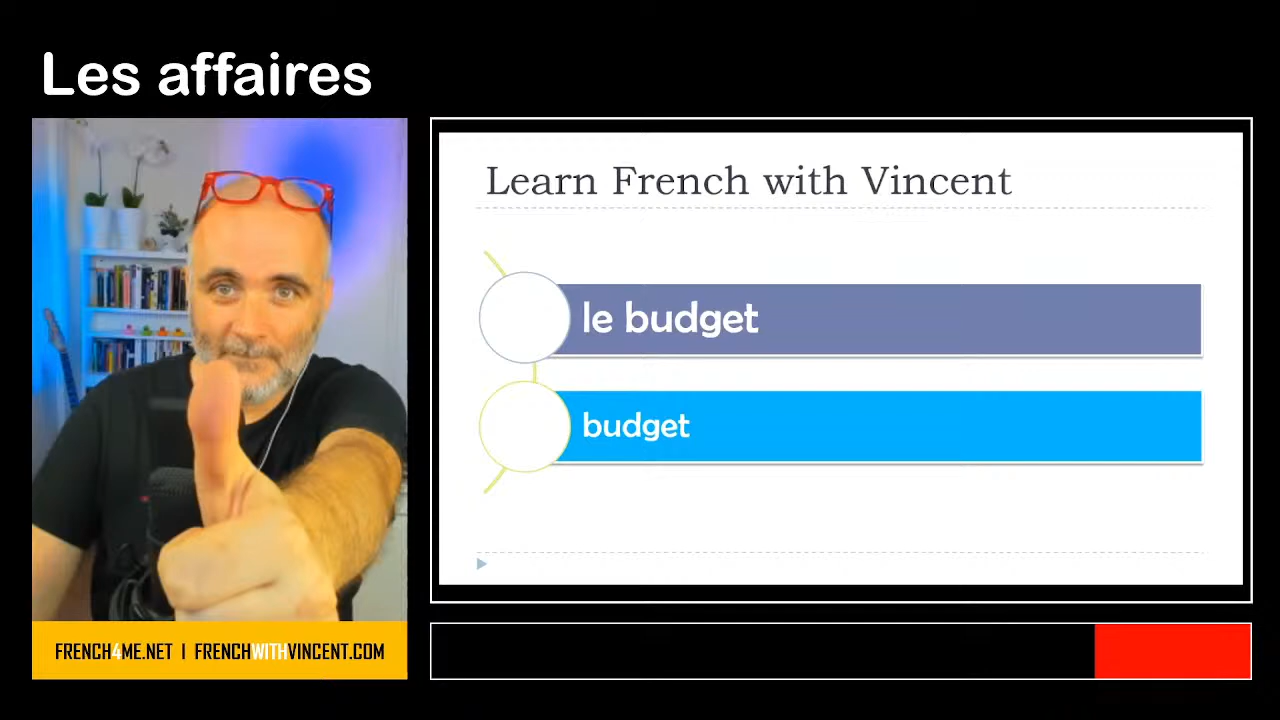 Les affaires
Learn French with Vincent
le budget
budget
FRENCH4ME.NET | FRENCHWITHVINCENT.COM